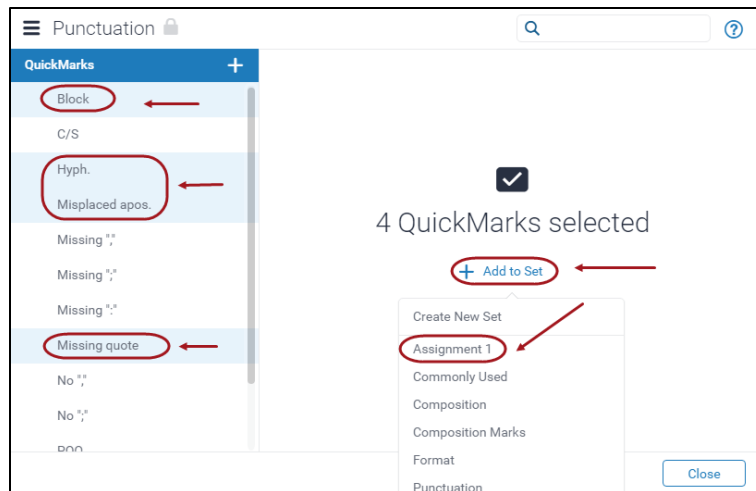 Punctuation
QuickMarks +
Block
C/S
Hyph.
Misplaced apos.
Missing ","
Missing ";"
Missing ":"
Missing quote
No ","
No ";"
4 QuickMarks selected
+ Add to Set
Create New Set
Assignment 1
Commonly Used
Composition
Composition Marks
Format
Punctuation
Close